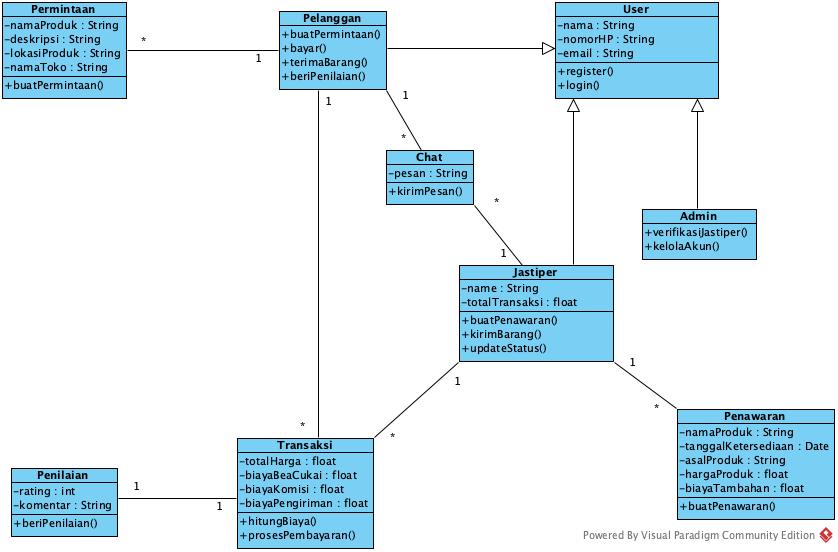 Permintaan
-namaProduk : String
-deskripsi : String
-lokasiProduk : String
-namaToko : String
+buatPermintaan()
*
1
Pelanggan
+buatPermintaan()
+bayar()
+terimaBarang()
+beriPenilaian()
User
-nama : String
-nomorHP : String
-email : String
+register()
+login()
1
1
*
Chat
-pesan : String
+kirimPesan()
*
1
Admin
+verifikasiJastiper()
+kelolaAkun()
Jastiper
-name : String
-totalTransaksi : float
+buatPenawaran()
+kirimBarang()
+updateStatus()
1
*
1
*
*
Transaksi
-totalHarga : float
-biayaBeaCukai : float
-biayaKomisi : float
-biayaPengiriman : float
+hitungBiaya()
+prosesPembayaran()
Penilaian
-rating : int
-komentar : String
+beriPenilaian()
1
1
Penawaran
-namaProduk : String
-tanggalKetersediaan : Date
-asalProduk : String
-hargaProduk : float
-biayaTambahan : float
+buatPenawaran()
Powered By Visual Paradigm Community Edition